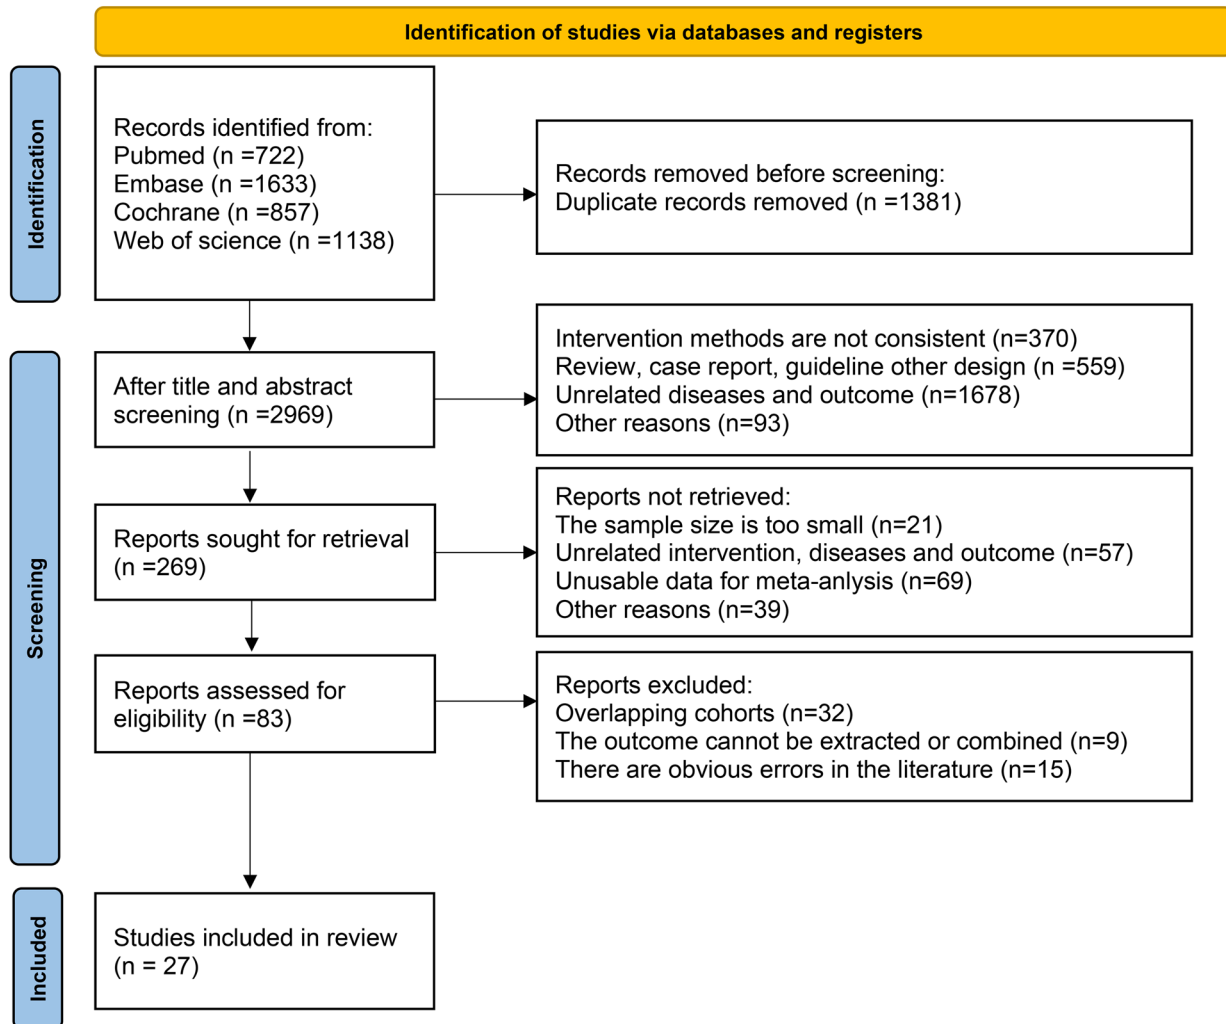 Identification of studies via databases and registers
Identification
Records identified from:
Pubmed (n =722)
Embase (n =1633)
Cochrane (n =857)
Web of science (n =1138)
Records removed before screening:
Duplicate records removed (n =1381)
Screening
After title and abstract
screening (n =2969)
Intervention methods are not consistent (n=370)
Review, case report, guideline other design (n =559)
Unrelated diseases and outcome (n=1678)
Other reasons (n=93)
Reports sought for retrieval
(n =269)
Reports not retrieved:
The sample size is too small (n=21)
Unrelated intervention, diseases and outcome (n=57)
Unusable data for meta-anlysis (n=69)
Other reasons (n=39)
Reports assessed for
eligibility (n =83)
Reports excluded:
Overlapping cohorts (n=32)
The outcome cannot be extracted or combined (n=9)
There are obvious errors in the literature (n=15)
Included
Studies included in review
(n = 27)